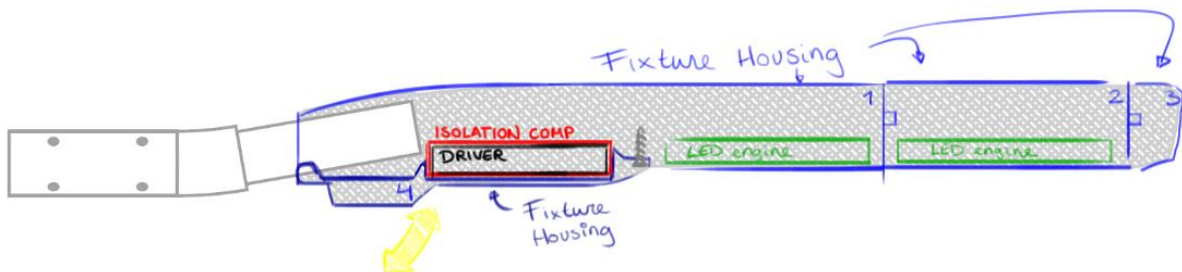 Fixture Housing
1
2
3
ISOLATION COMP
DRIVER
LED engine
LED engine
4
Fixture
Housing